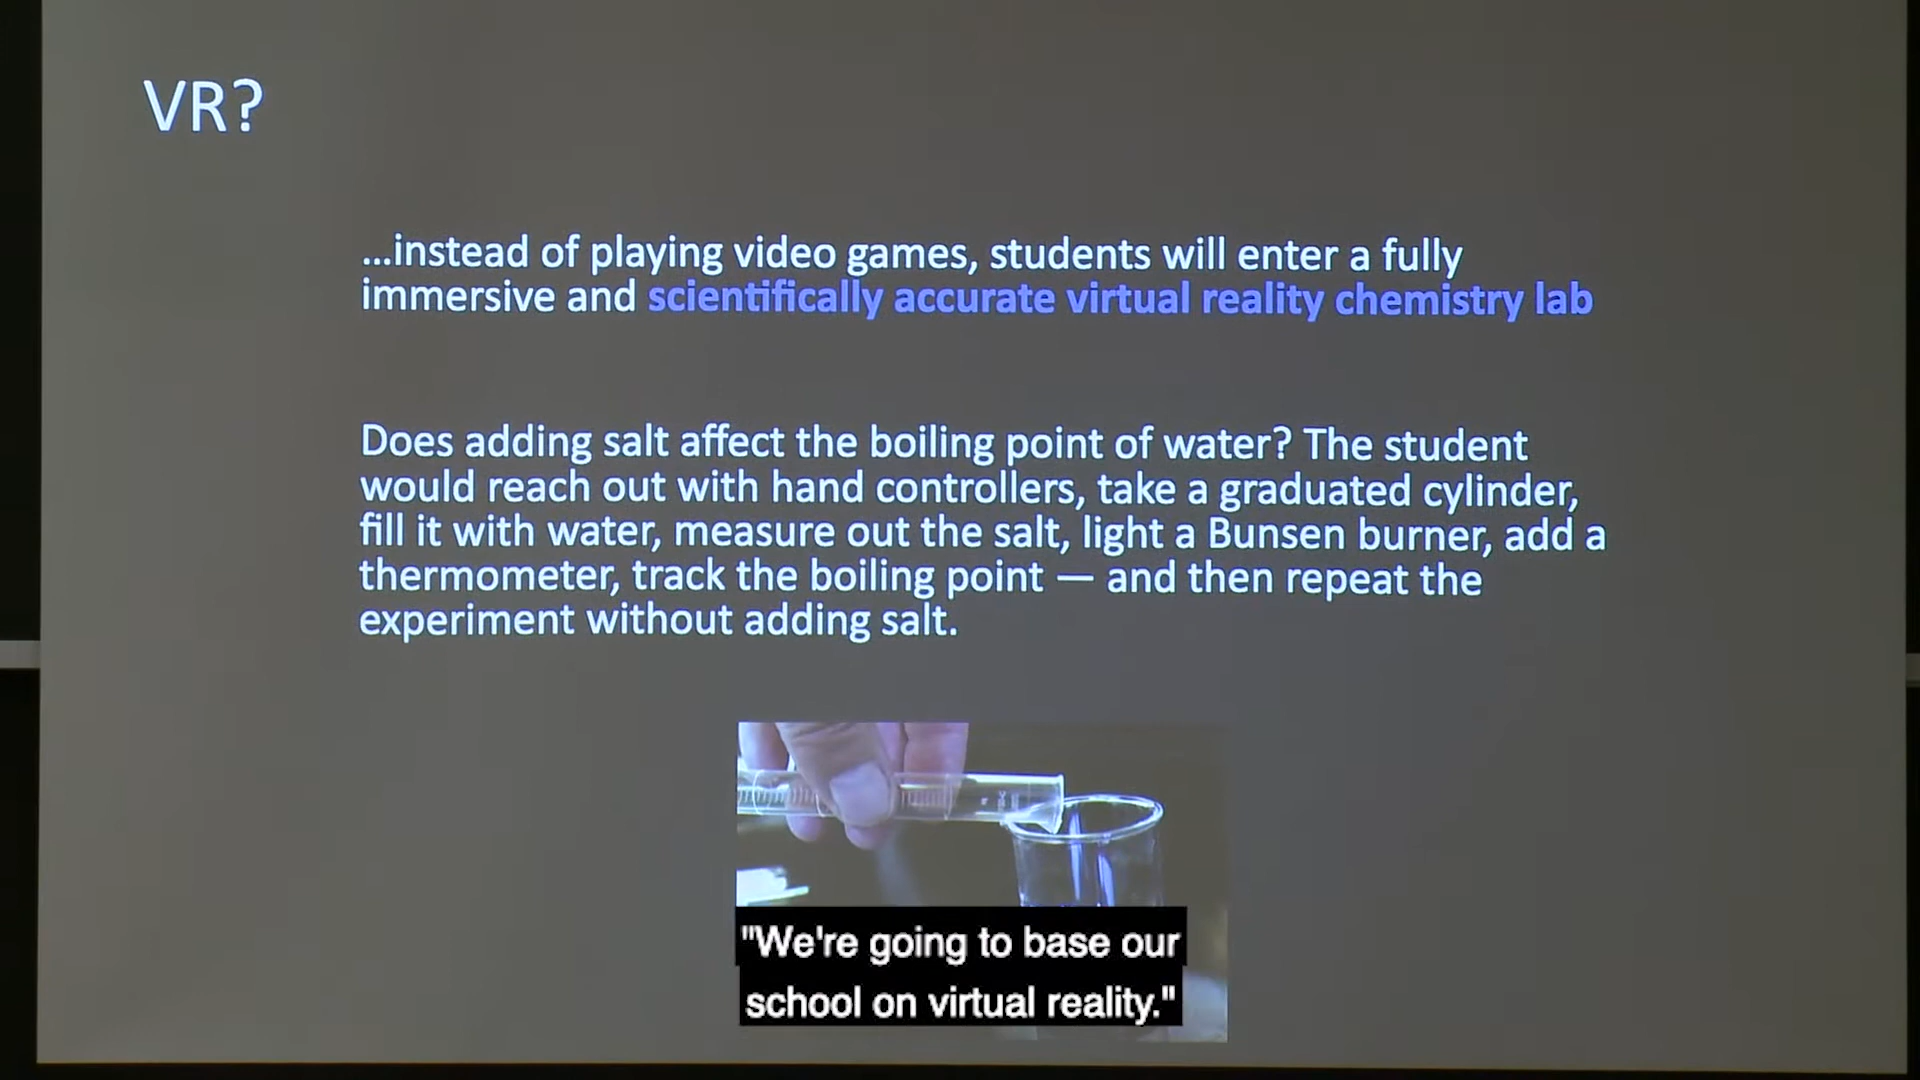 VR?
...instead of playing video games, students will enter a fully
immersive and scientifically accurate virtual reality chemistry lab
Does adding salt affect the boiling point of water? The student
would reach out with hand controllers, take a graduated cylinder,
fill it with water, measure out the salt, light a Bunsen burner, add a
thermometer, track the boiling point — and then repeat the
experiment without adding salt.
"We're going to base our
school on virtual reality."